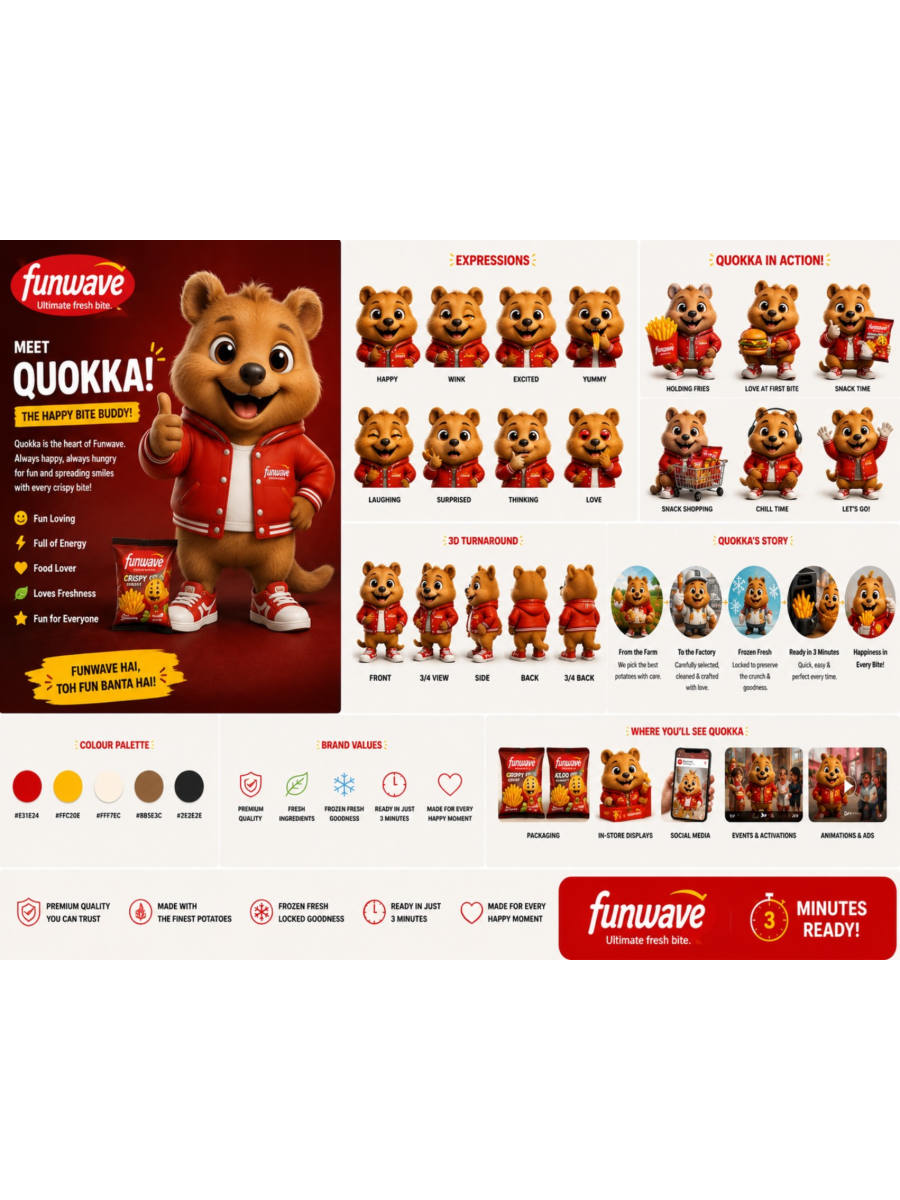 funwave
Ultimate fresh bite.
MEET
QUOKKA!
THE HAPPY BITE BUDDY!
Quokka is the heart of Funwave.
Always happy, always hungry
for fun and spreading smiles
with every crispy bite!
Fun Loving
Full of Energy
Food Lover
Loves Freshness
Fun for Everyone
funwave
funwave
CRISPY
FUNWAVE HAI,
TOH FUN BANTA HAI!
EXPRESSIONS
HAPPY
WINK
EXCITED
YUMMY
LAUGHING
SURPRISED
THINKING
LOVE
QUOKKA IN ACTION!
funwave
HOLDING FRIES
LOVE AT FIRST BITE
SNACK TIME
SNACK SHOPPING
CHILL TIME
LET'S GO!
3D TURNAROUND
FRONT
3/4 VIEW
SIDE
BACK
3/4 BACK
QUOKKA'S STORY
From the Farm
We pick the best
potatoes with care.
To the Factory
Carefully selected,
cleaned & crafted
with love.
Frozen Fresh
Locked to preserve
the crunch &
goodness.
Ready in 3 Minutes
Quick, easy &
perfect every time.
Happiness in
Every Bite!
COLOUR PALETTE
#E31E24
#FFC20E
#FFF7EC
#8B5E3C
#2E2E2E
BRAND VALUES
PREMIUM
QUALITY
FRESH
INGREDIENTS
FROZEN FRESH
GOODNESS
READY IN JUST
3 MINUTES
MADE FOR EVERY
HAPPY MOMENT
WHERE YOU'LL SEE QUOKKA
funwave
funwave
PACKAGING
IN-STORE DISPLAYS
SOCIAL MEDIA
EVENTS & ACTIVATIONS
ANIMATIONS & ADS
PREMIUM QUALITY
YOU CAN TRUST
MADE WITH
THE FINEST POTATOES
FROZEN FRESH
LOCKED GOODNESS
READY IN JUST
3 MINUTES
MADE FOR EVERY
HAPPY MOMENT
funwave
Ultimate fresh bite.
3
MINUTES
READY!